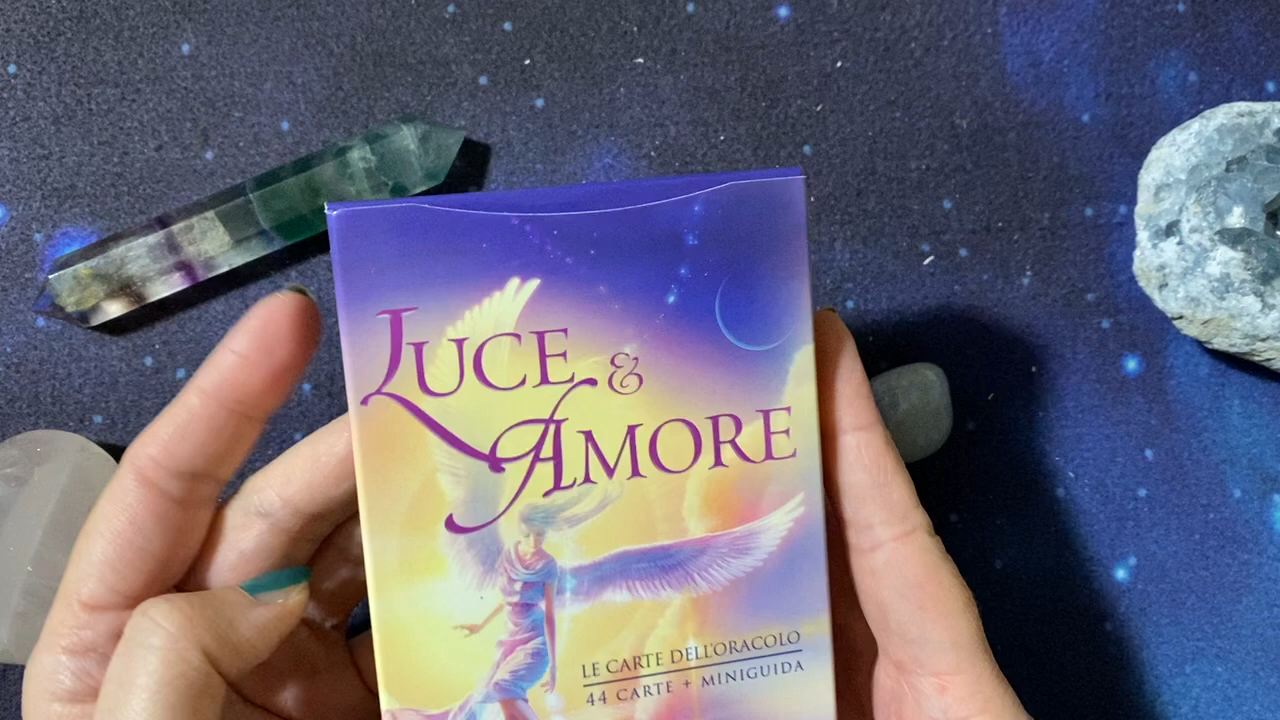 LUCE &
AMORE
LE CARTE DELL'ORACOLO
44 CARTE + MINIGUIDA